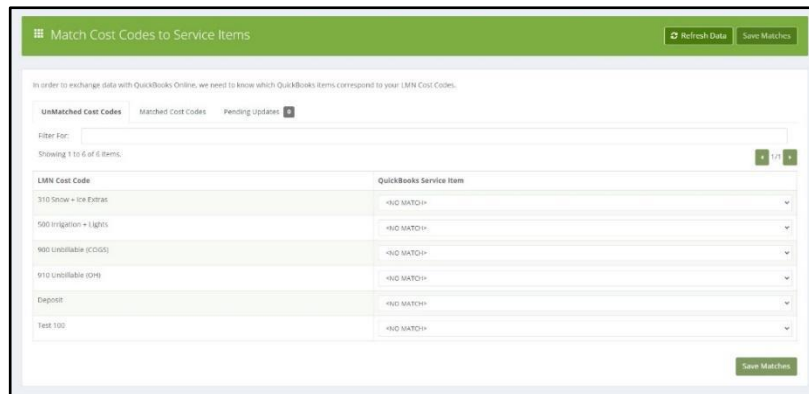 Match Cost Codes to Service Items
Refresh Data
Save Matches
In order to exchange data with QuickBooks Online, we need to know which QuickBooks items correspond to your LMN Cost Codes.
UnMatched Cost Codes Matched Cost Codes Pending Updates 0
Filter For:
Showing 1 to 6 of 6 items.
1/1
LMN Cost Code QuickBooks Service Item
310 Snow + Ice Extras <NO MATCH>
500 Irrigation + Lights <NO MATCH>
900 Unbillable (COGS) <NO MATCH>
910 Unbillable (OH) <NO MATCH>
Deposit <NO MATCH>
Test 100 <NO MATCH>
Save Matches